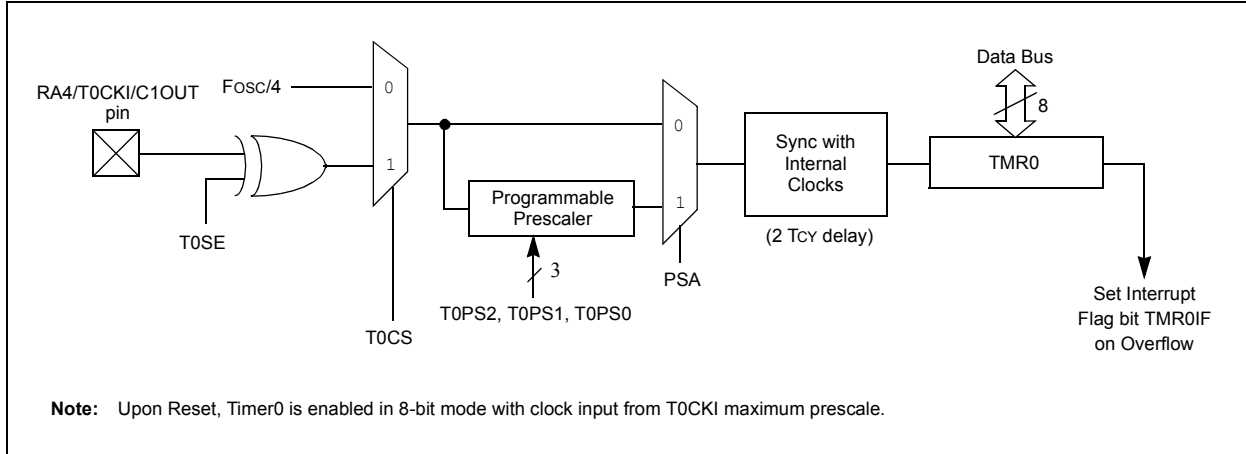 RA4/T0CKI/C1OUT
pin
T0SE
FOSC/4
0
1
T0CS
Programmable
Prescaler
3
T0PS2, T0PS1, T0PS0
0
1
PSA
Sync with
Internal
Clocks
(2 TCY delay)
Data Bus
8
TMR0
Set Interrupt
Flag bit TMR0IF
on Overflow
Note: Upon Reset, Timer0 is enabled in 8-bit mode with clock input from T0CKI maximum prescale.